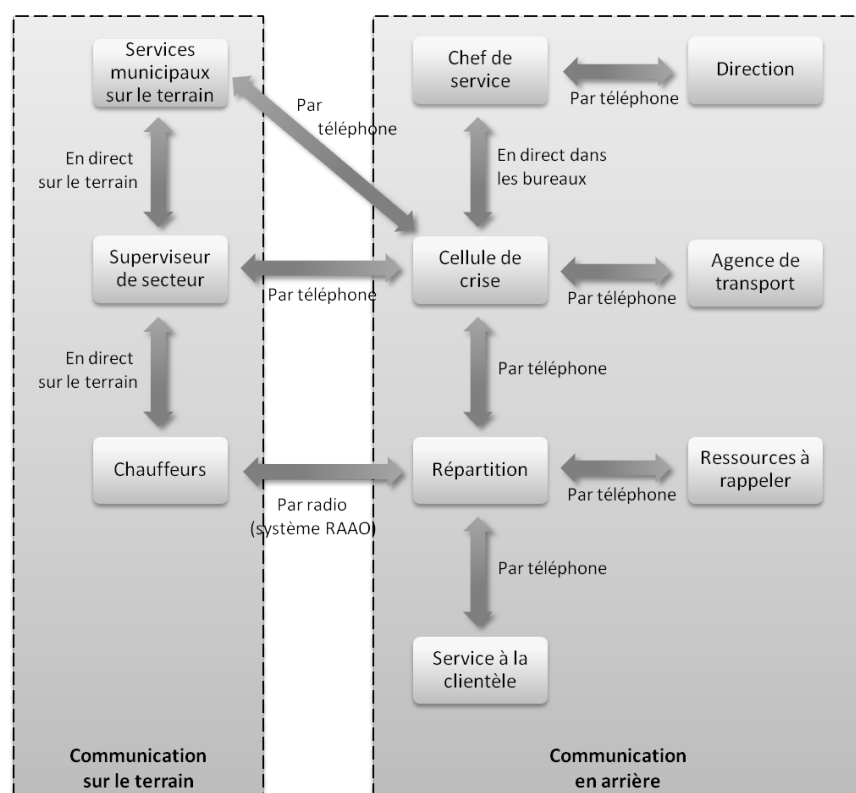 Services
municipaux
sur le terrain
Chef de
service
Direction
Par
téléphone
Par téléphone
En direct
sur le terrain
En direct dans
les bureaux
Superviseur
de secteur
Cellule de
crise
Agence de
transport
Par téléphone
Par téléphone
En direct
sur le terrain
Par téléphone
Chauffeurs
Répartition
Ressources à
rappeler
Par radio
(système RAAO)
Par téléphone
Par téléphone
Service à la
clientèle
Communication
sur le terrain
Communication
en arrière